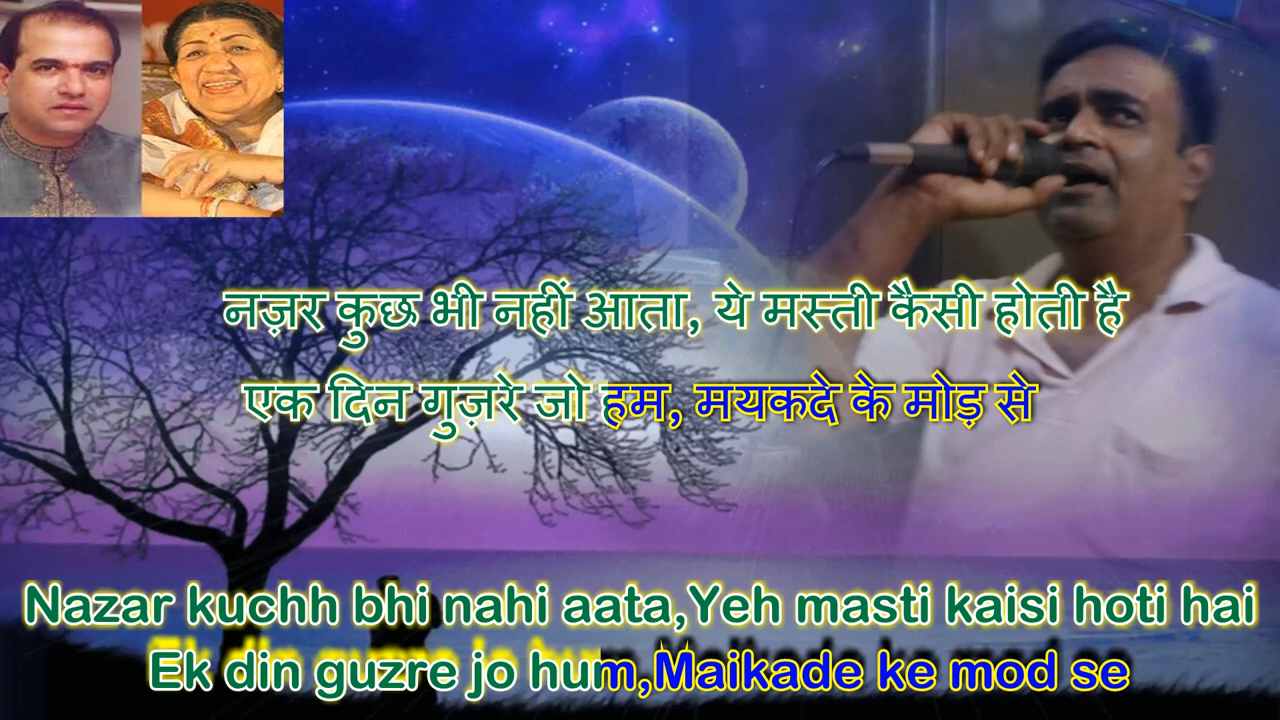 नज़र कुछ भी नहीं आता, ये मस्ती कैसी होती है
एक दिन गुज़रे जो हम, मयकदे के मोड़ से
Nazar kuchh bhi nahi aata,Yeh masti kaisi hoti hai
Ek din guzre jo hum,Maikade ke mod se